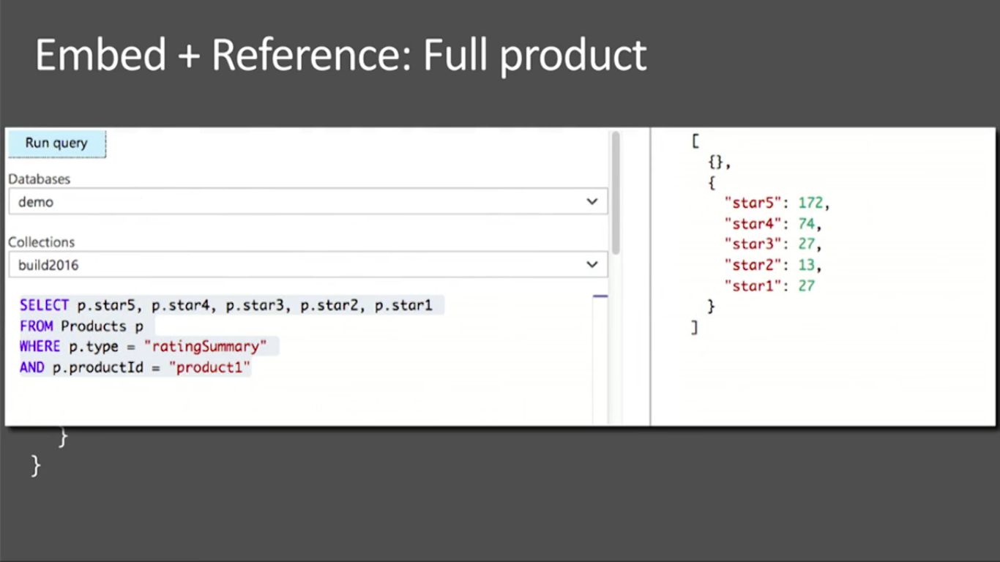 Embed + Reference: Full product
Run query
Databases
demo
Collections
build2016
SELECT p.star5, p.star4, p.star3, p.star2, p.star1
FROM Products p
WHERE p.type = "ratingSummary"
AND p.productId = "product1"
[
{},
{
"star5": 172,
"star4": 74,
"star3": 27,
"star2": 13,
"star1": 27
}
]
}
}